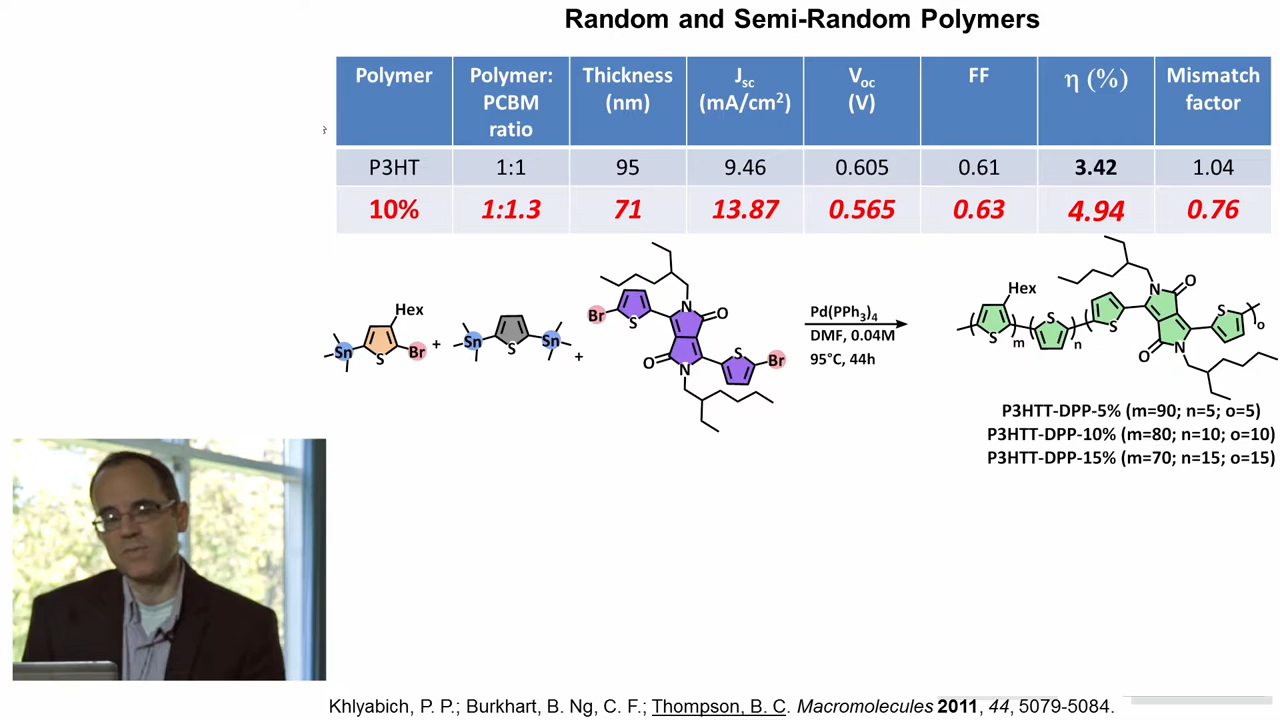 Random and Semi-Random Polymers
Polymer Polymer: PCBM ratio Thickness (nm) Jsc (mA/cm²) Voc (V) FF η (%) Mismatch factor
P3HT 1:1 95 9.46 0.605 0.61 3.42 1.04
10% 1:1.3 71 13.87 0.565 0.63 4.94 0.76
Hex
Sn S Br + Sn S Sn +
Br S N O O N S Br
Pd(PPh3)4
DMF, 0.04M
95°C, 44h
Hex
S m S n S N O O N S o
P3HTT-DPP-5% (m=90; n=5; o=5)
P3HTT-DPP-10% (m=80; n=10; o=10)
P3HTT-DPP-15% (m=70; n=15; o=15)
Khlyabich, P. P.; Burkhart, B. Ng, C. F.; Thompson, B. C. Macromolecules 2011, 44, 5079-5084.